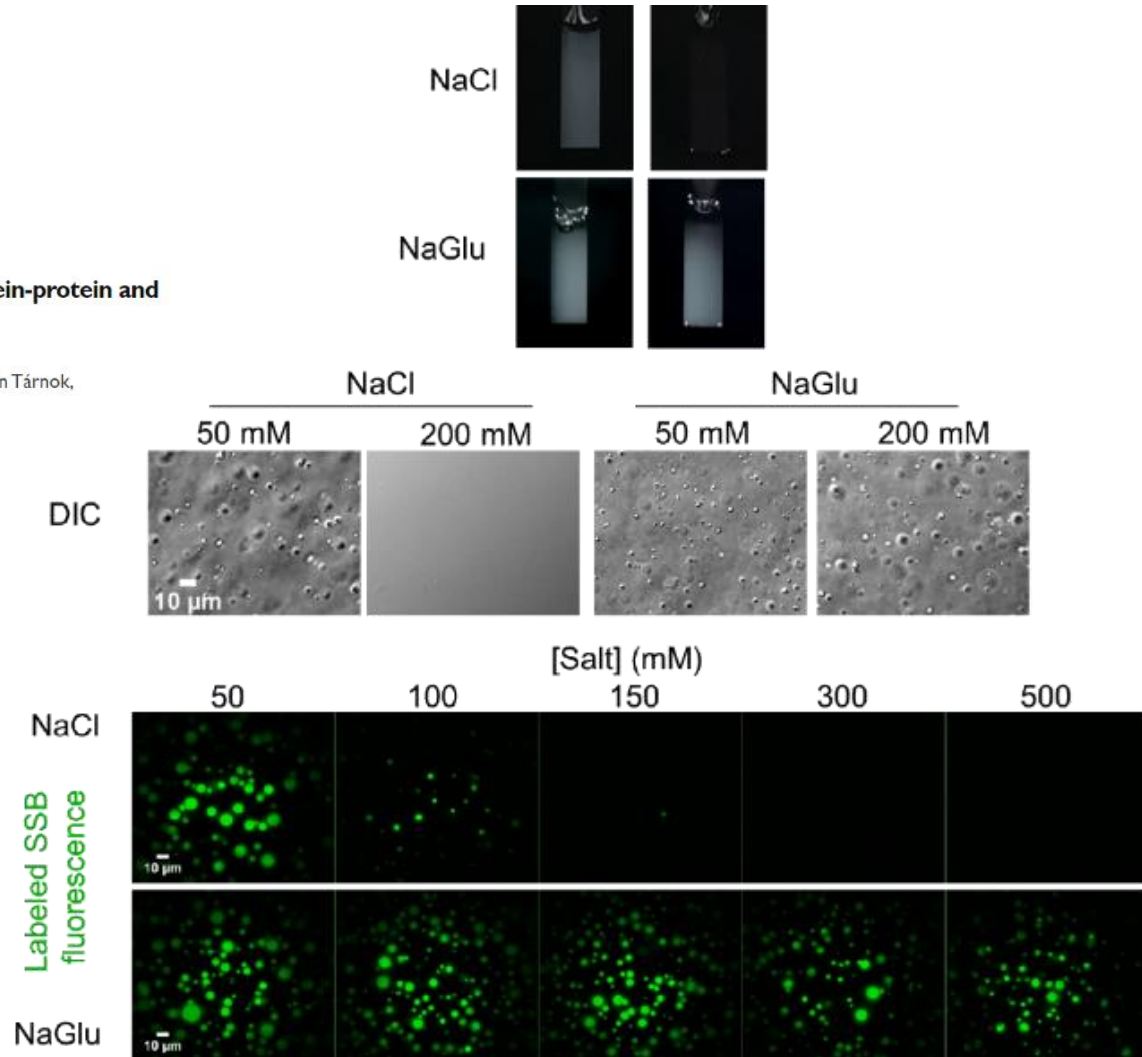 NaCl
NaGlu
ein-protein and
n Tárnok,
NaCl NaGlu
50 mM 200 mM 50 mM 200 mM
DIC
10 µm
[Salt] (mM)
50 100 150 300 500
NaCl
Labeled SSB
fluorescence
10 µm
NaGlu
10 µm